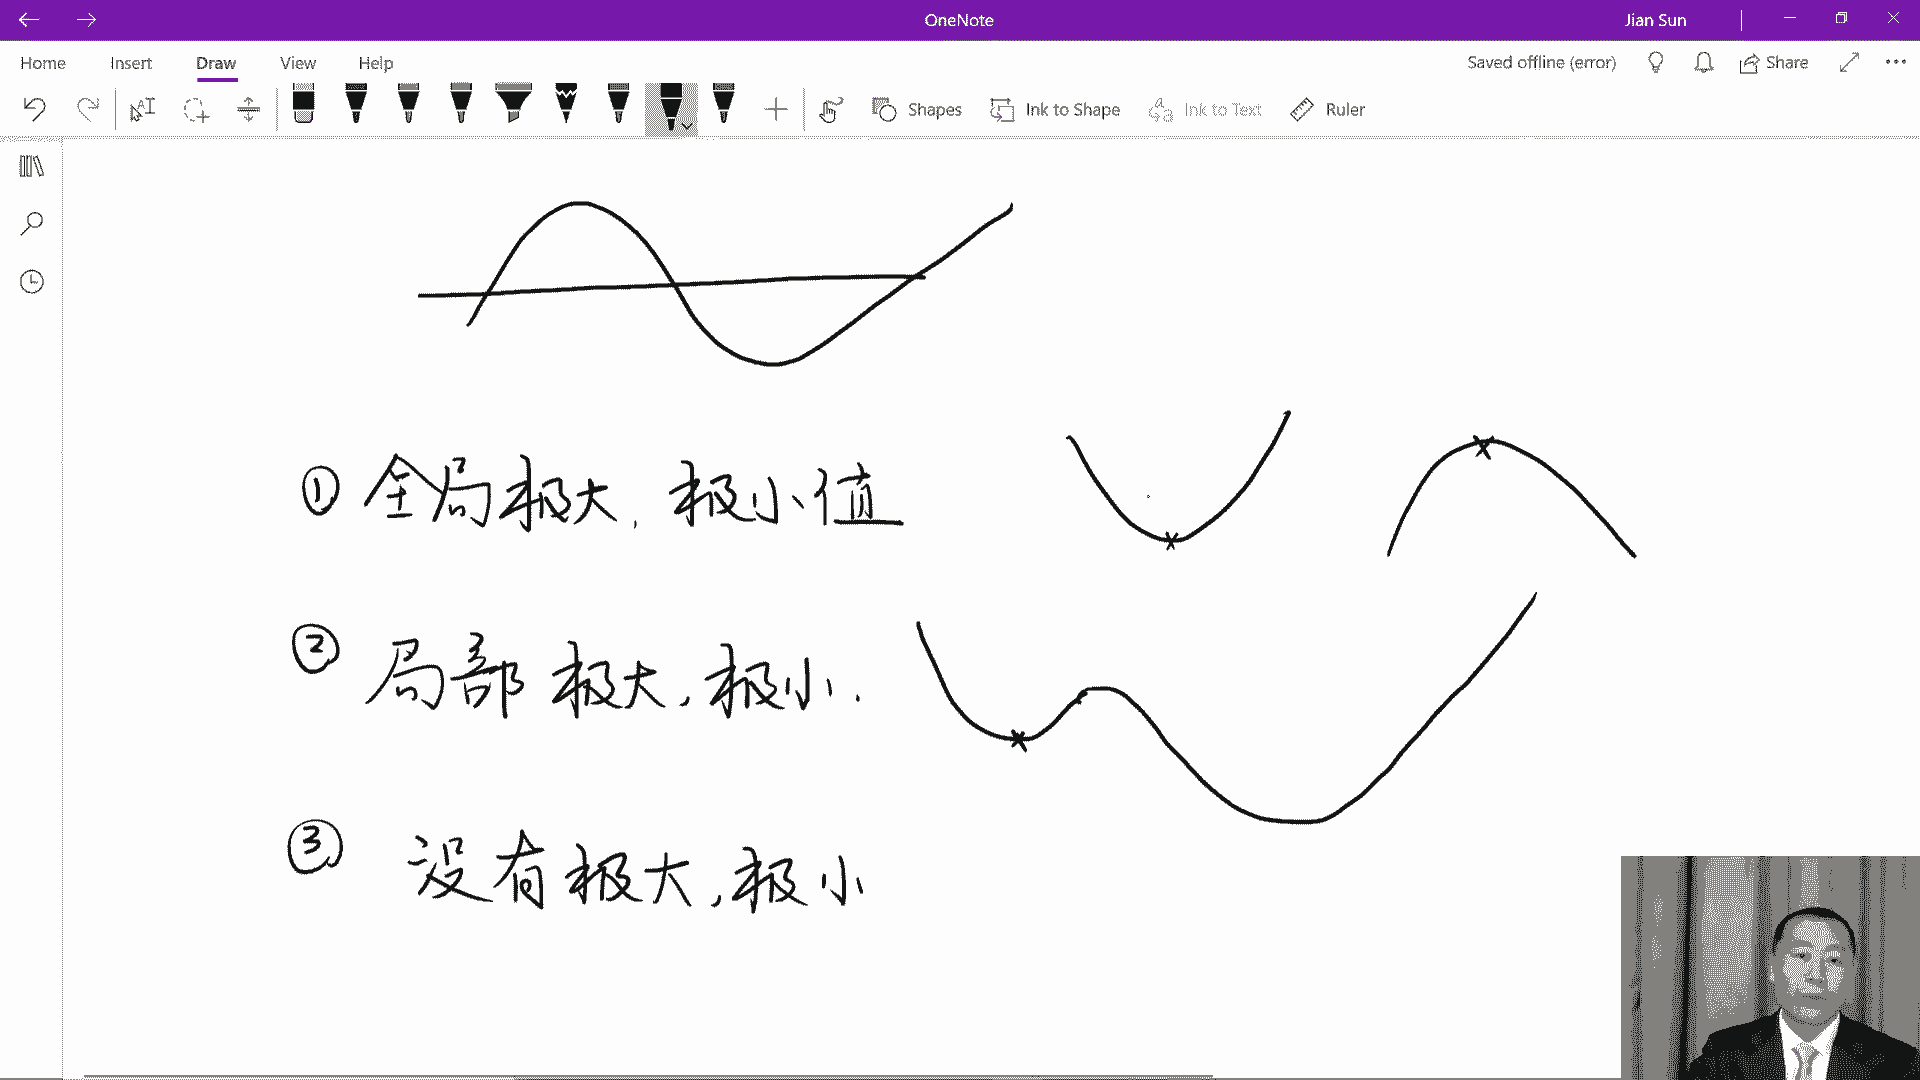 OneNote
Jian Sun
Home Insert Draw View Help
Saved offline (error) Share
Shapes Ink to Shape Ink to Text Ruler
① 全局极大, 极小值
② 局部极大, 极小.
③ 没有极大, 极小